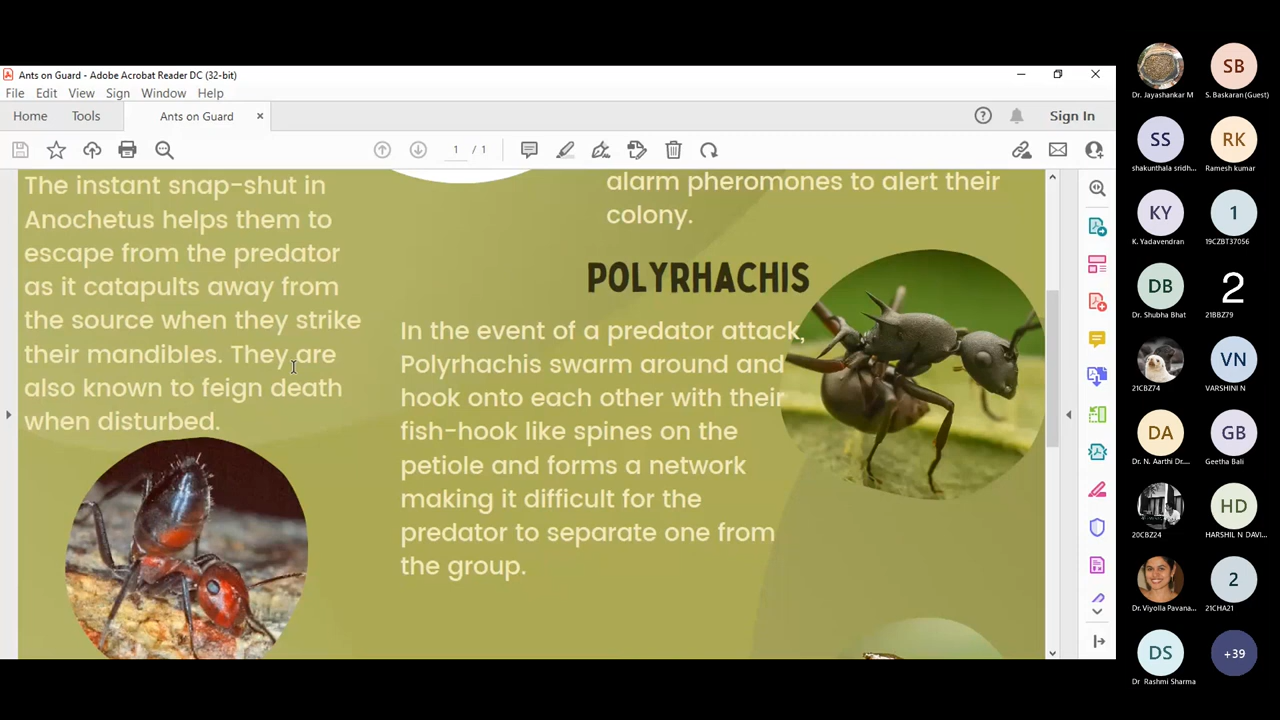 Ants on Guard - Adobe Acrobat Reader DC (32-bit)
File Edit View Sign Window Help
Home Tools Ants on Guard × Sign In
1 / 1
The instant snap-shut in
Anochetus helps them to
escape from the predator
as it catapults away from
the source when they strike
their mandibles. They are
also known to feign death
when disturbed.
alarm pheromones to alert their
colony.
POLYRHACHIS
In the event of a predator attack,
Polyrhachis swarm around and
hook onto each other with their
fish-hook like spines on the
petiole and forms a network
making it difficult for the
predator to separate one from
the group.
Dr. Jayashankar M
SB
S. Baskaran (Guest)
SS
shakunthala sridh...
RK
Ramesh kumar
KY
K. Yadavendran
1
19CZBT37056
DB
Dr. Shubha Bhat
2
21BBZ79
21CBZ74
VN
VARSHINI N
DA
Dr. N. Aarthi Dr....
GB
Geetha Bali
20CBZ24
HD
HARSHIL N DAVI...
Dr. Viyolla Pavana...
2
21CHA21
DS
Dr Rashmi Sharma
+39